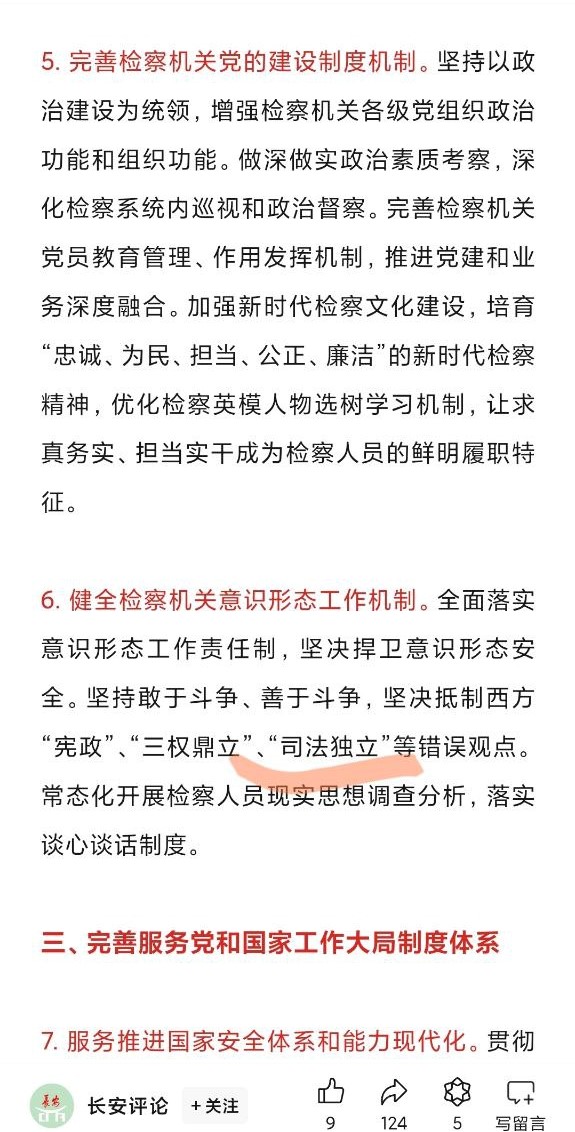 5. 完善检察机关党的建设制度机制。坚持以政
治建设为统领，增强检察机关各级党组织政治
功能和组织功能。做深做实政治素质考察，深
化检察系统内巡视和政治督察。完善检察机关
党员教育管理、作用发挥机制，推进党建和业
务深度融合。加强新时代检察文化建设，培育
“忠诚、为民、担当、公正、廉洁”的新时代检察
精神，优化检察英模人物选树学习机制，让求
真务实、担当实干成为检察人员的鲜明履职特
征。
6. 健全检察机关意识形态工作机制。全面落实
意识形态工作责任制，坚决捍卫意识形态安
全。坚持敢于斗争、善于斗争，坚决抵制西方
“宪政”、“三权鼎立”、“司法独立”等错误观点。
常态化开展检察人员现实思想调查分析，落实
谈心谈话制度。
三、完善服务党和国家工作大局制度体系
7. 服务推进国家安全体系和能力现代化。贯彻
长安
长安评论
+关注
9
124
5
写留言